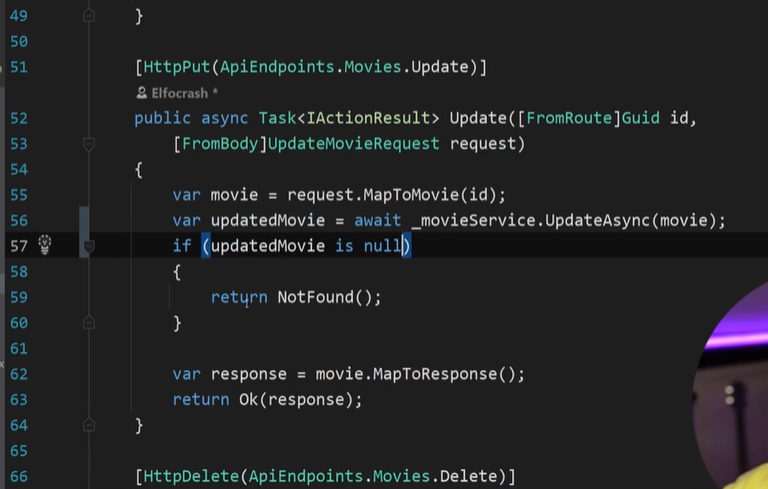 49 }
50
51 [HttpPut(ApiEndpoints.Movies.Update)]
Elfocrash *
52 public async Task<IActionResult> Update([FromRoute]Guid id,
53 [FromBody]UpdateMovieRequest request)
54 {
55 var movie = request.MapToMovie(id);
56 var updatedMovie = await _movieService.UpdateAsync(movie);
57 if (updatedMovie is null)
58 {
59 return NotFound();
60 }
61
62 var response = movie.MapToResponse();
63 return Ok(response);
64 }
65
66 [HttpDelete(ApiEndpoints.Movies.Delete)]